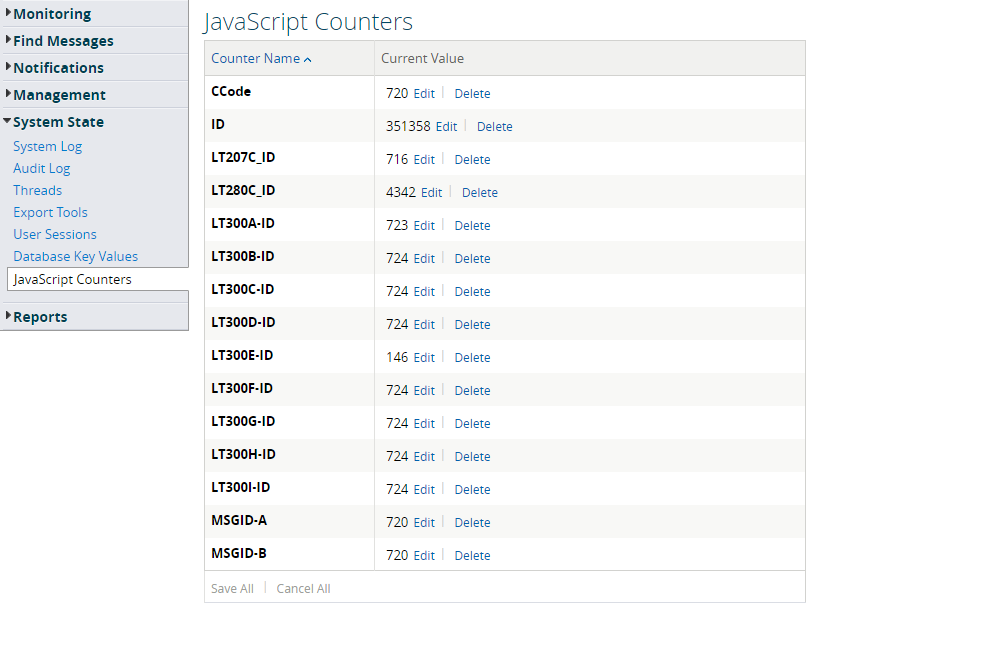 Monitoring
Find Messages
Notifications
Management
System State
System Log
Audit Log
Threads
Export Tools
User Sessions
Database Key Values
JavaScript Counters
Reports
JavaScript Counters
Counter Name Current Value
CCode 720 Edit Delete
ID 351358 Edit Delete
LT207C_ID 716 Edit Delete
LT280C_ID 4342 Edit Delete
LT300A-ID 723 Edit Delete
LT300B-ID 724 Edit Delete
LT300C-ID 724 Edit Delete
LT300D-ID 724 Edit Delete
LT300E-ID 146 Edit Delete
LT300F-ID 724 Edit Delete
LT300G-ID 724 Edit Delete
LT300H-ID 724 Edit Delete
LT300I-ID 724 Edit Delete
MSGID-A 720 Edit Delete
MSGID-B 720 Edit Delete
Save All Cancel All